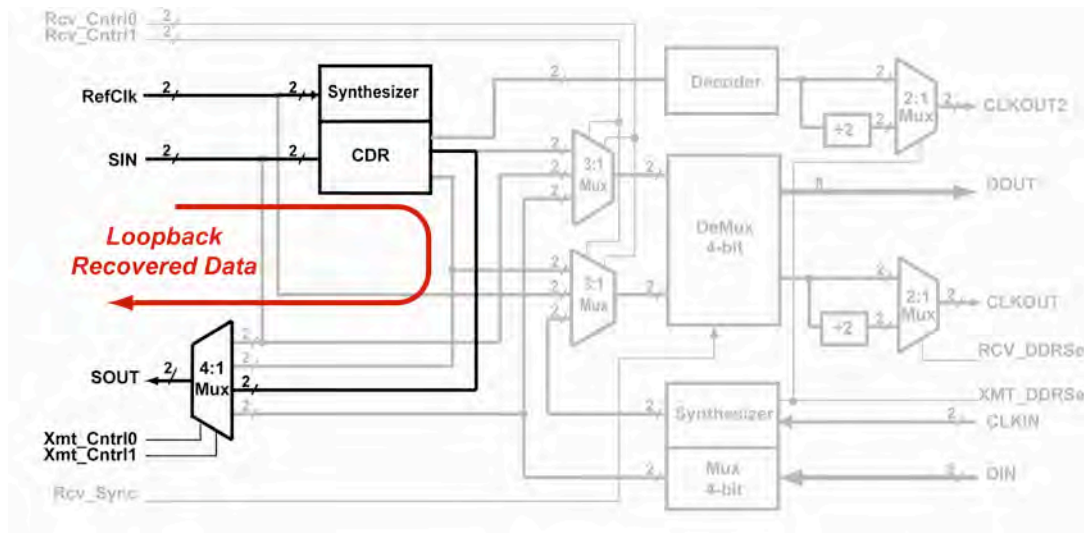 Rcv_Cntrl0 2
Rcv_Cntrl1 2
RefClk 2 2
Synthesizer
CDR
SIN 2 2
2
Decoder
2
÷2
2
2:1
Mux
2
CLKOUT2
2
2
2
3:1
Mux
2
DeMux
4-bit
n
DOUT
Loopback
Recovered Data
2
2
2
3:1
Mux
2
2
÷2
2
2:1
Mux
2
CLKOUT
RCV_DDRSe
SOUT 2
4:1
Mux
2
2
2
2
Xmt_Cntrl0
Xmt_Cntrl1
Rcv_Sync
2
Synthesizer
XMT_DDRSe
2
CLKIN
2
Mux
4-bit
DIN